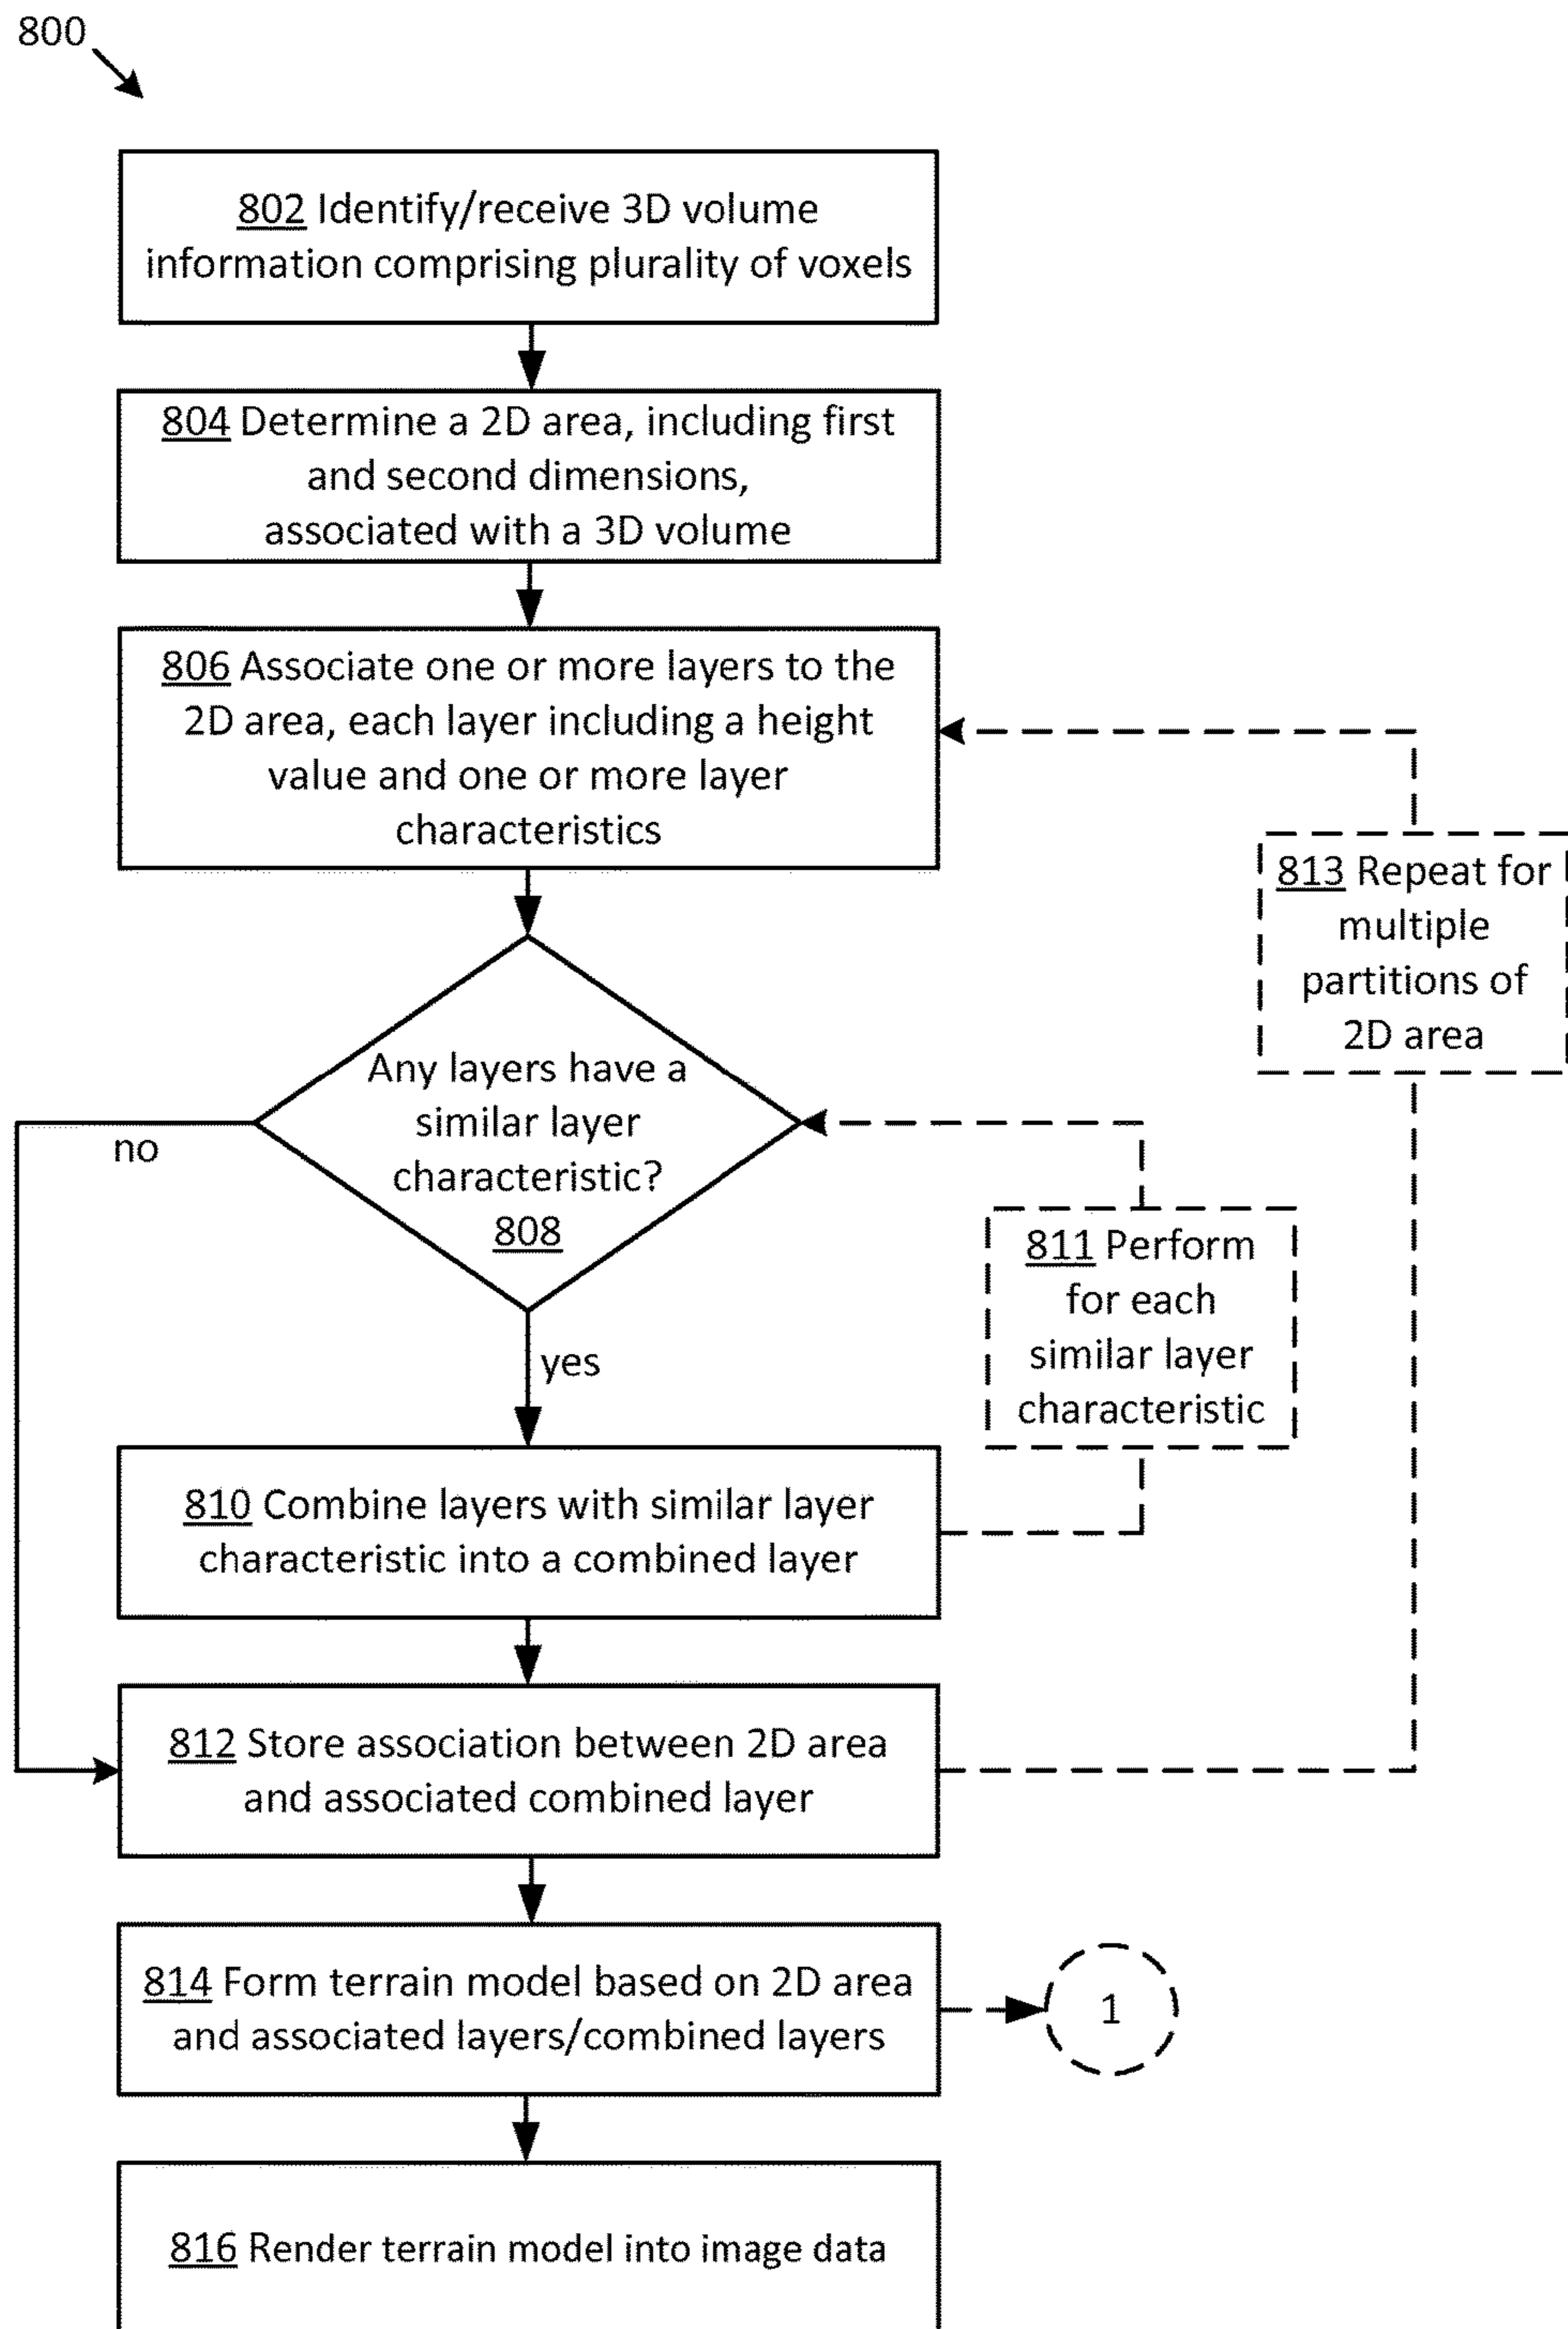 800
802 Identify/receive 3D volume
information comprising plurality of voxels
804 Determine a 2D area, including first
and second dimensions,
associated with a 3D volume
806 Associate one or more layers to the
2D area, each layer including a height
value and one or more layer
characteristics
813 Repeat for
multiple
partitions of
2D area
Any layers have a
similar layer
characteristic?
808
no
811 Perform
for each
similar layer
characteristic
yes
810 Combine layers with similar layer
characteristic into a combined layer
812 Store association between 2D area
and associated combined layer
814 Form terrain model based on 2D area
and associated layers/combined layers
1
816 Render terrain model into image data